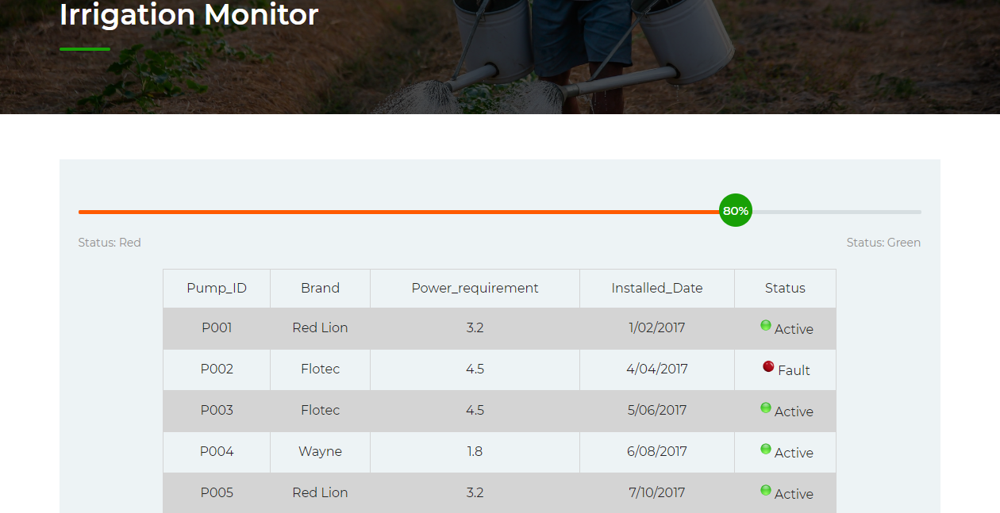 Irrigation Monitor
80%
Status: Red Status: Green
Pump_ID Brand Power_requirement Installed_Date Status
P001 Red Lion 3.2 1/02/2017 Active
P002 Flotec 4.5 4/04/2017 Fault
P003 Flotec 4.5 5/06/2017 Active
P004 Wayne 1.8 6/08/2017 Active
P005 Red Lion 3.2 7/10/2017 Active